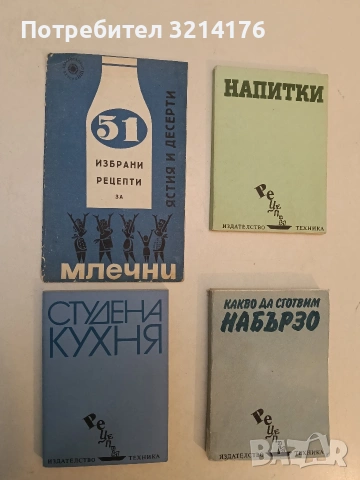 Потребител 3214176
51
ИЗБРАНИ
РЕЦЕПТИ
ЗА
МЛЕЧНИ
ЯСТИЯ И ДЕСЕРТИ
НАПИТКИ
Рецепти
ИЗДАТЕЛСТВО ТЕХНИКА
СТУДЕНА
КУХНЯ
Рецепти
ИЗДАТЕЛСТВО ТЕХНИКА
КАКВО ДА СГОТВИМ
НАБЪРЗО
Рецепти
ИЗДАТЕЛСТВО ТЕХНИКА
BAZAR